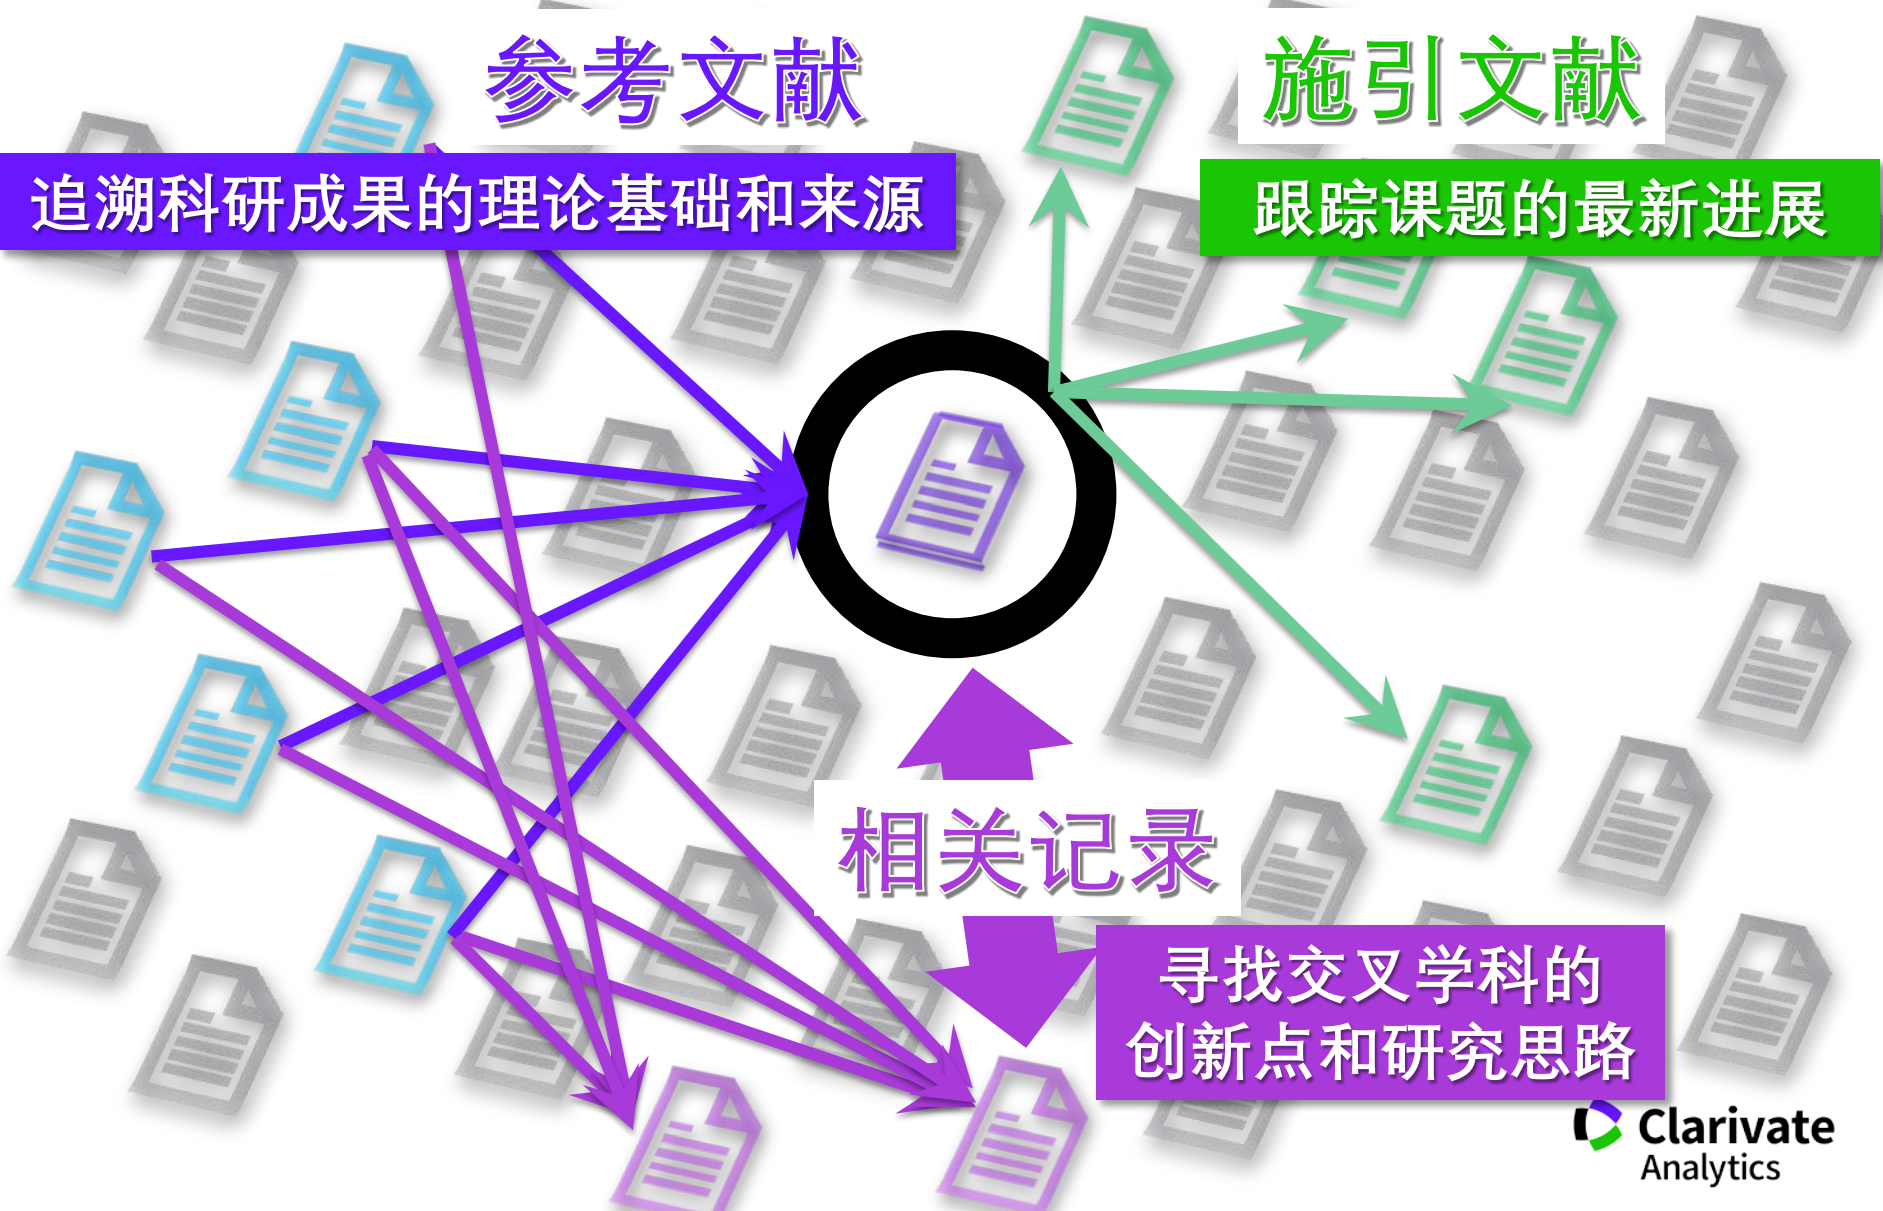 参考文献
追溯科研成果的理论基础和来源
施引文献
跟踪课题的最新进展
相关记录
寻找交叉学科的
创新点和研究思路
Clarivate
Analytics